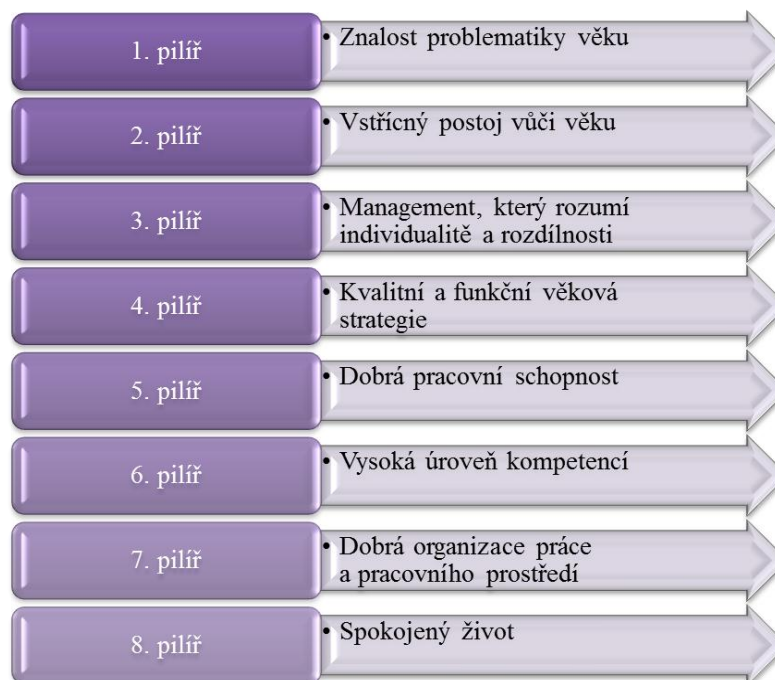 1. pilíř
• Znalost problematiky věku
2. pilíř
• Vstřícný postoj vůči věku
3. pilíř
• Management, který rozumí
individualitě a rozdílnosti
4. pilíř
• Kvalitní a funkční věková
strategie
5. pilíř
• Dobrá pracovní schopnost
6. pilíř
• Vysoká úroveň kompetencí
7. pilíř
• Dobrá organizace práce
a pracovního prostředí
8. pilíř
• Spokojený život